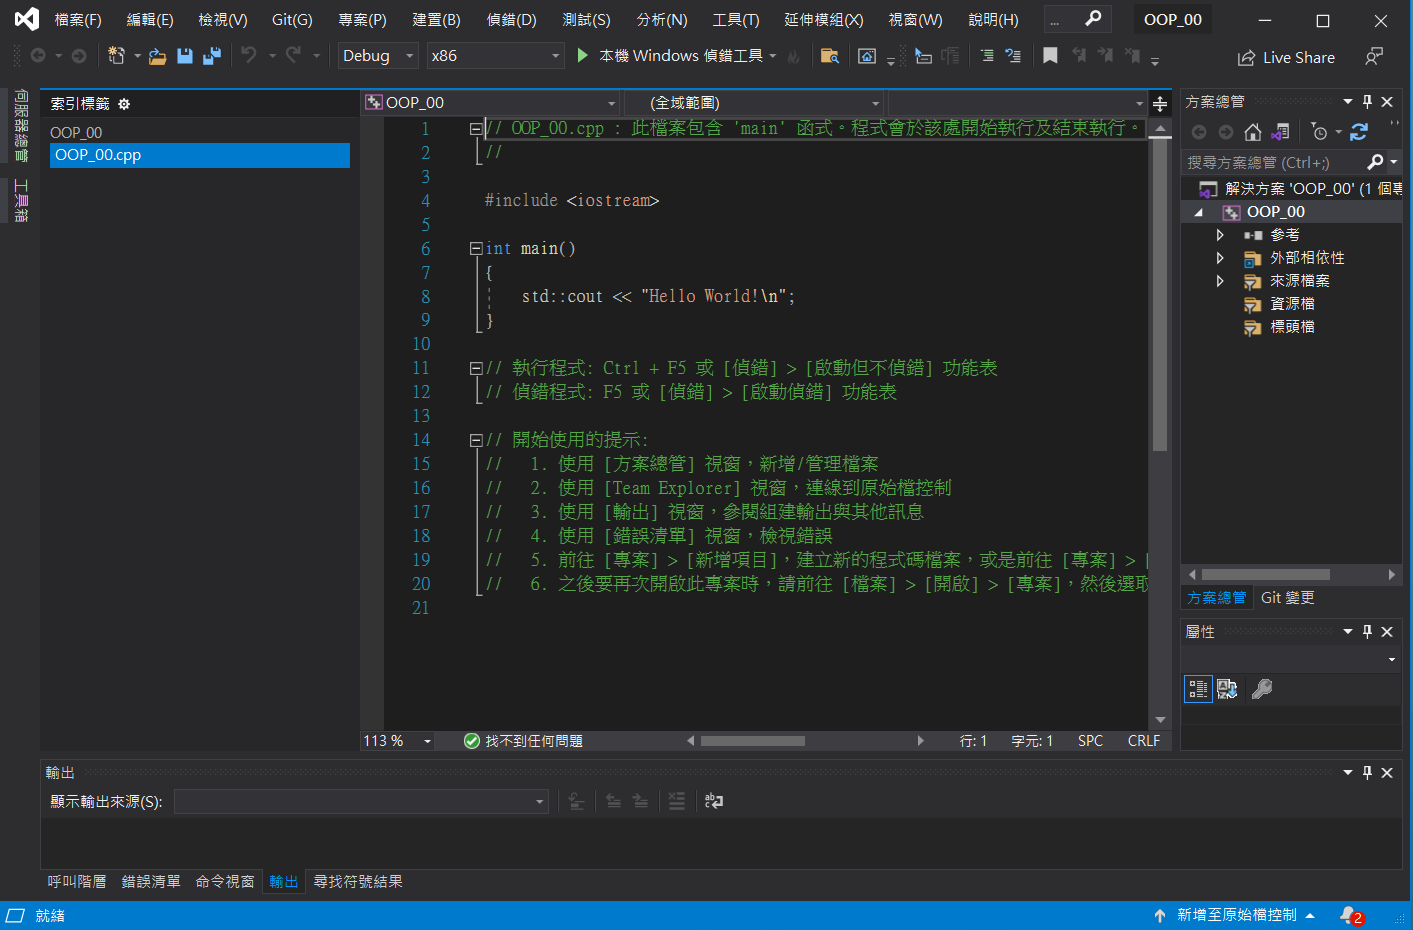 檔案(F) 編輯(E) 檢視(V) Git(G) 專案(P) 建置(B) 偵錯(D) 測試(S) 分析(N) 工具(T) 延伸模組(X) 視窗(W) 說明(H) ... OOP_00
Debug x86 本機 Windows 偵錯工具 Live Share
伺服器總管
工具箱
索引標籤
OOP_00
OOP_00.cpp
OOP_00 (全域範圍)
1 // OOP_00.cpp : 此檔案包含 'main' 函式。程式會於該處開始執行及結束執行。
2 //
3
4 #include <iostream>
5
6 int main()
7 {
8 std::cout << "Hello World!\n";
9 }
10
11 // 執行程式: Ctrl + F5 或 [偵錯] > [啟動但不偵錯] 功能表
12 // 偵錯程式: F5 或 [偵錯] > [啟動偵錯] 功能表
13
14 // 開始使用的提示:
15 // 1. 使用 [方案總管] 視窗，新增/管理檔案
16 // 2. 使用 [Team Explorer] 視窗，連線到原始檔控制
17 // 3. 使用 [輸出] 視窗，參閱組建輸出與其他訊息
18 // 4. 使用 [錯誤清單] 視窗，檢視錯誤
19 // 5. 前往 [專案] > [新增項目]，建立新的程式碼檔案，或是前往 [專案] > [
20 // 6. 之後要再次開啟此專案時，請前往 [檔案] > [開啟] > [專案]，然後選取
21
113 % 找不到任何問題 行: 1 字元: 1 SPC CRLF
方案總管
搜尋方案總管 (Ctrl+;)
解決方案 'OOP_00' (1 個專
OOP_00
參考
外部相依性
來源檔案
資源檔
標頭檔
方案總管 Git 變更
屬性
輸出
顯示輸出來源(S):
呼叫階層 錯誤清單 命令視窗 輸出 尋找符號結果
就緒 新增至原始檔控制 2